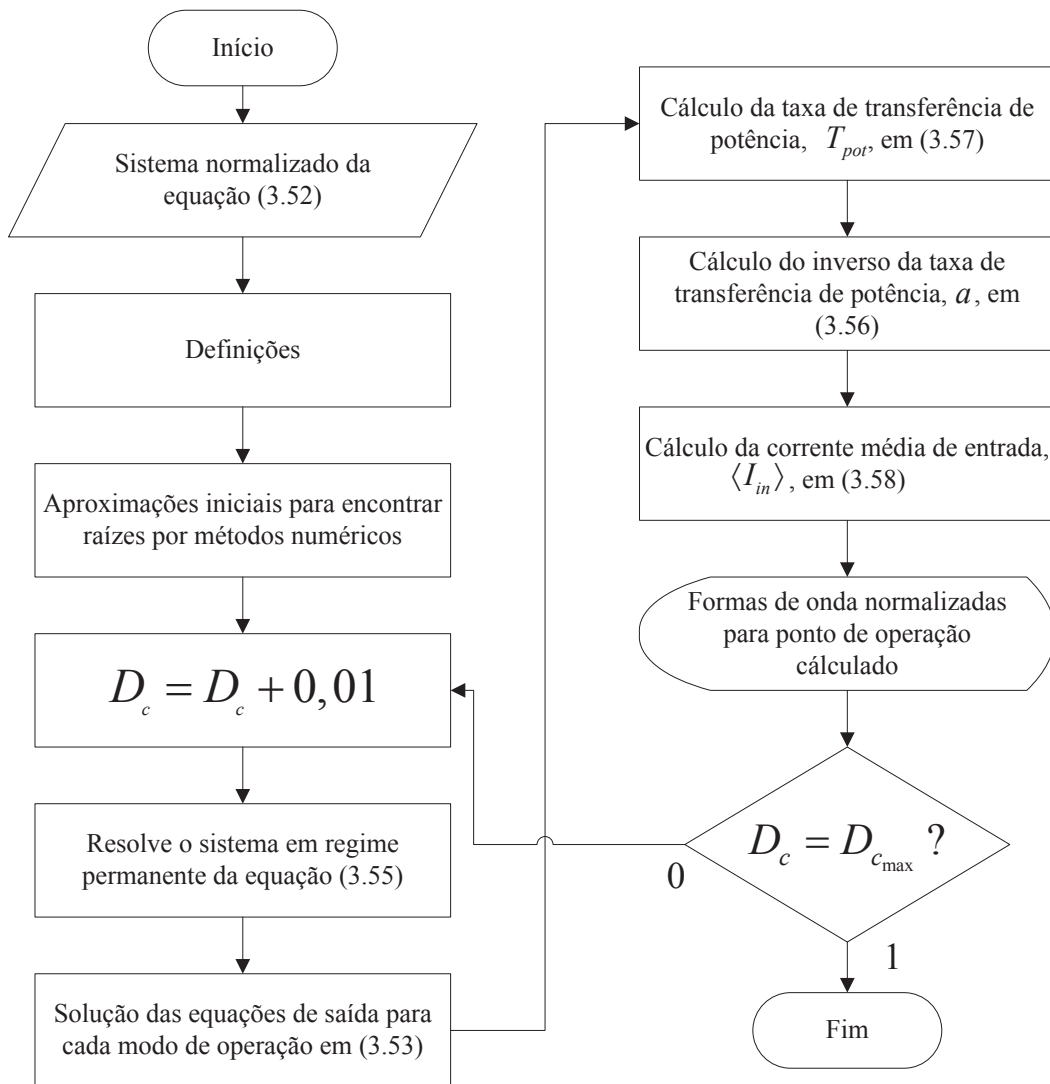 Início
Sistema normalizado da
equação (3.52)
Definições
Aproximações iniciais para encontrar
raízes por métodos numéricos
D_c = D_c + 0,01
Resolve o sistema em regime
permanente da equação (3.55)
Solução das equações de saída para
cada modo de operação em (3.53)
Cálculo da taxa de transferência de
potência, T_pot, em (3.57)
Cálculo do inverso da taxa de
transferência de potência, a, em
(3.56)
Cálculo da corrente média de entrada,
⟨I_in⟩, em (3.58)
Formas de onda normalizadas
para ponto de operação
cálculado
D_c = D_c_max ?
0
1
Fim